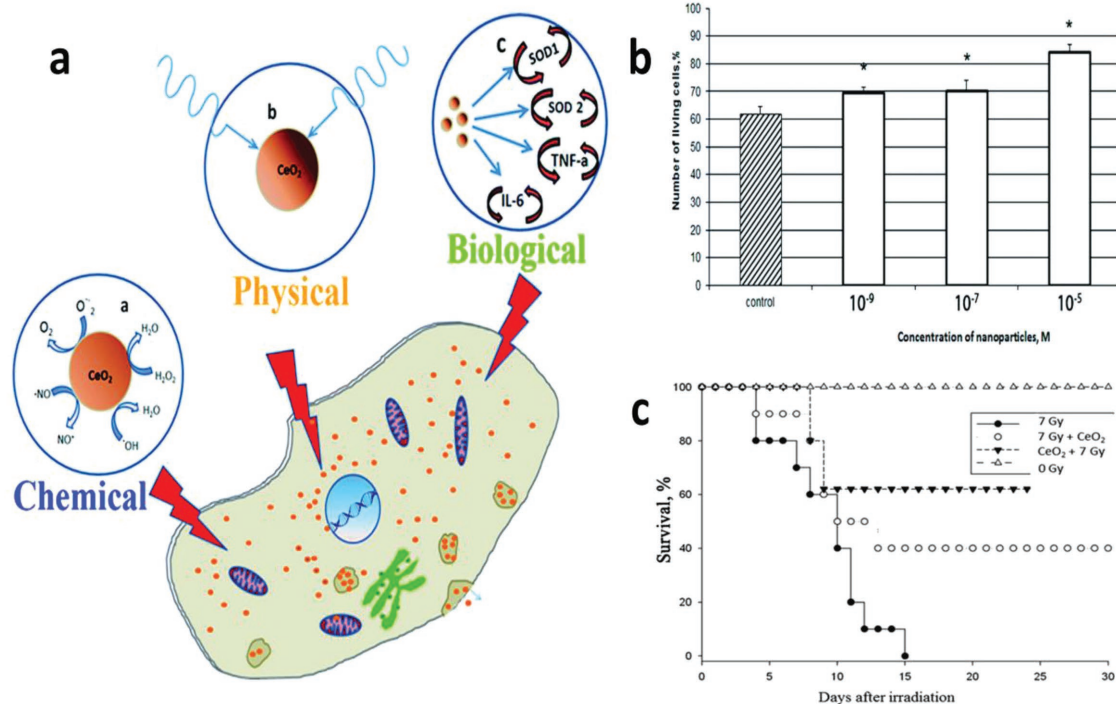 a
b
CeO2
Physical
c
SOD1
SOD 2
TNF-a
IL-6
Biological
a
O2
O·-2
H2O
CeO2
H2O2
·NO
H2O
NO+
·OH
Chemical
b
Number of living cells,%
100
90
80
70
60
50
40
30
20
10
0
*
*
*
control
10-9
10-7
10-5
Concentration of nanoparticles, M
c
Survival, %
100
80
60
40
20
0
7 Gy
7 Gy + CeO2
CeO2 + 7 Gy
0 Gy
0 5 10 15 20 25 30
Days after irradiation